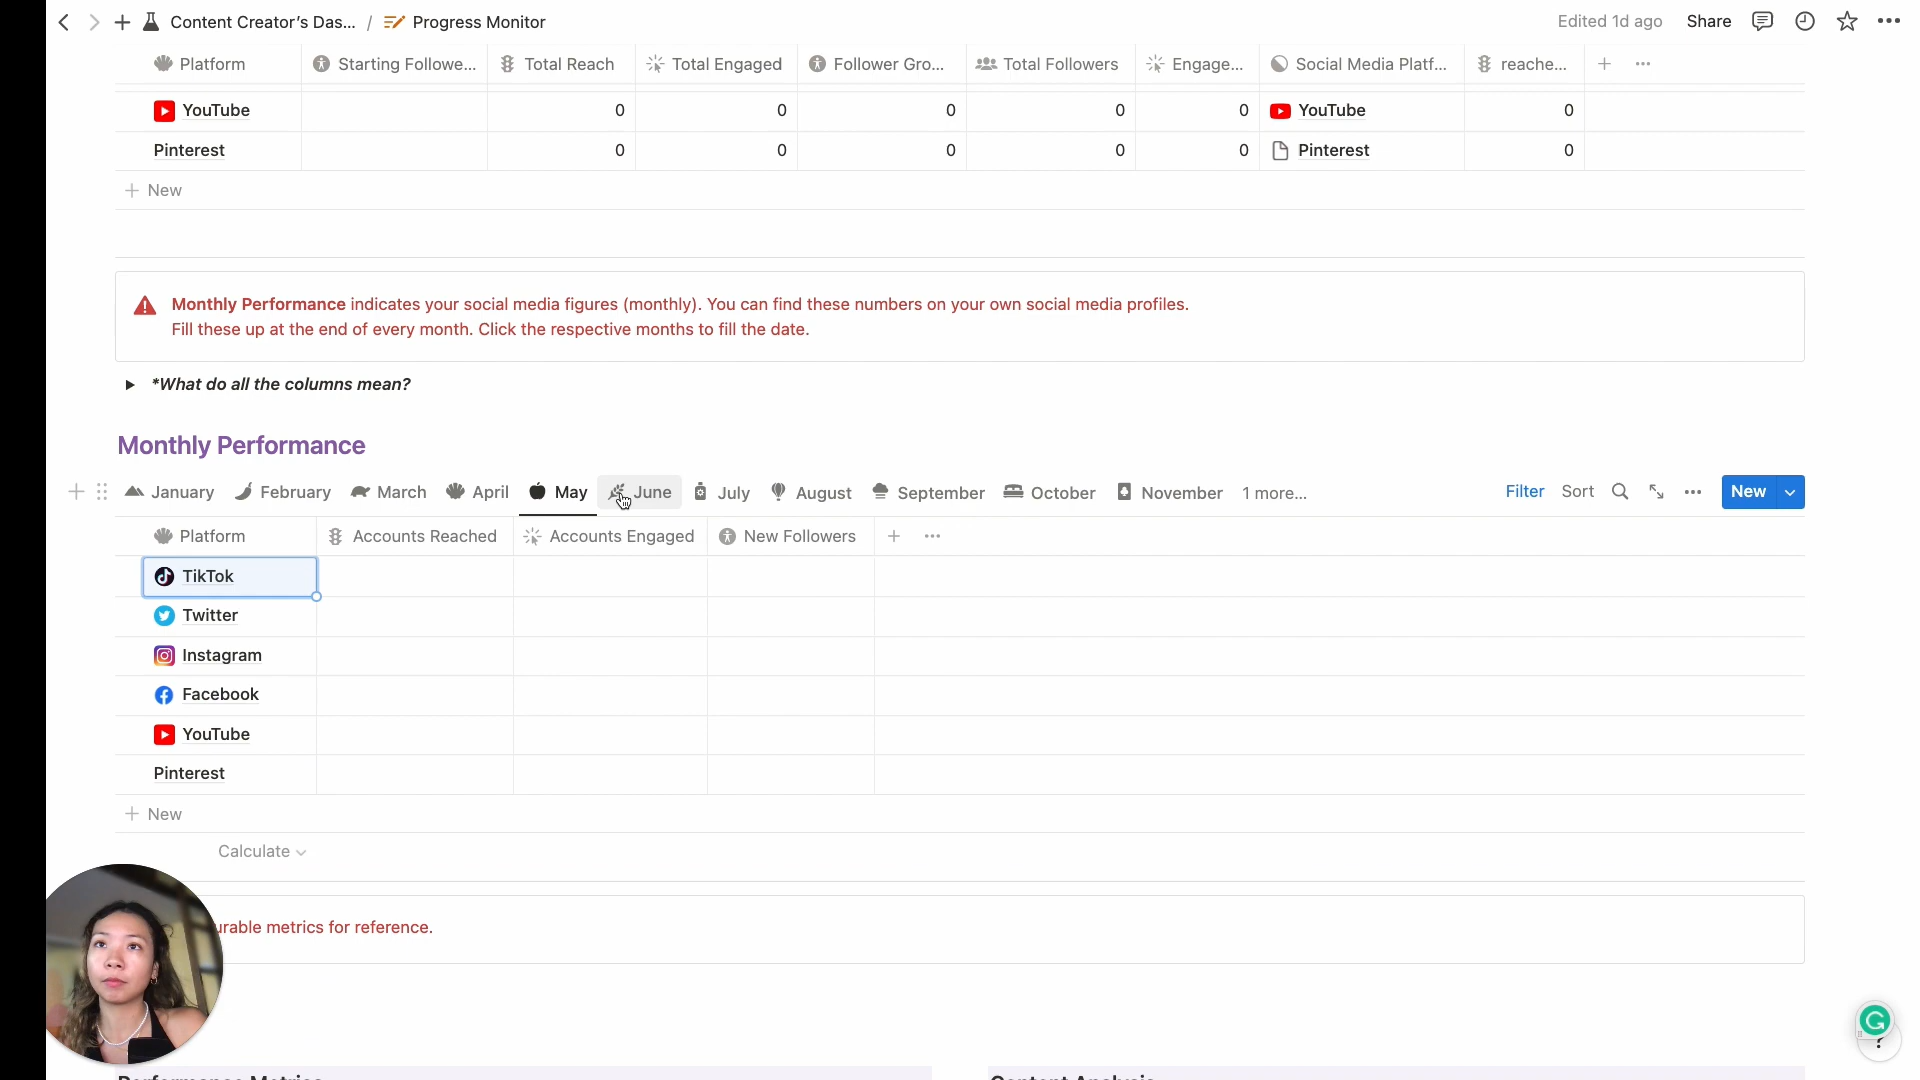 Content Creator's Das... / Progress Monitor
Edited 1d ago Share
Platform Starting Followe... Total Reach Total Engaged Follower Gro... Total Followers Engage... Social Media Platf... reache...
YouTube 0 0 0 0 0 YouTube 0
Pinterest 0 0 0 0 0 Pinterest 0
New
Monthly Performance indicates your social media figures (monthly). You can find these numbers on your own social media profiles.
Fill these up at the end of every month. Click the respective months to fill the date.
*What do all the columns mean?
Monthly Performance
January February March April May June July August September October November 1 more... Filter Sort New
Platform Accounts Reached Accounts Engaged New Followers
TikTok
Twitter
Instagram
Facebook
YouTube
Pinterest
New
Calculate
metrics for reference.
Performance Metrics Content Analysis